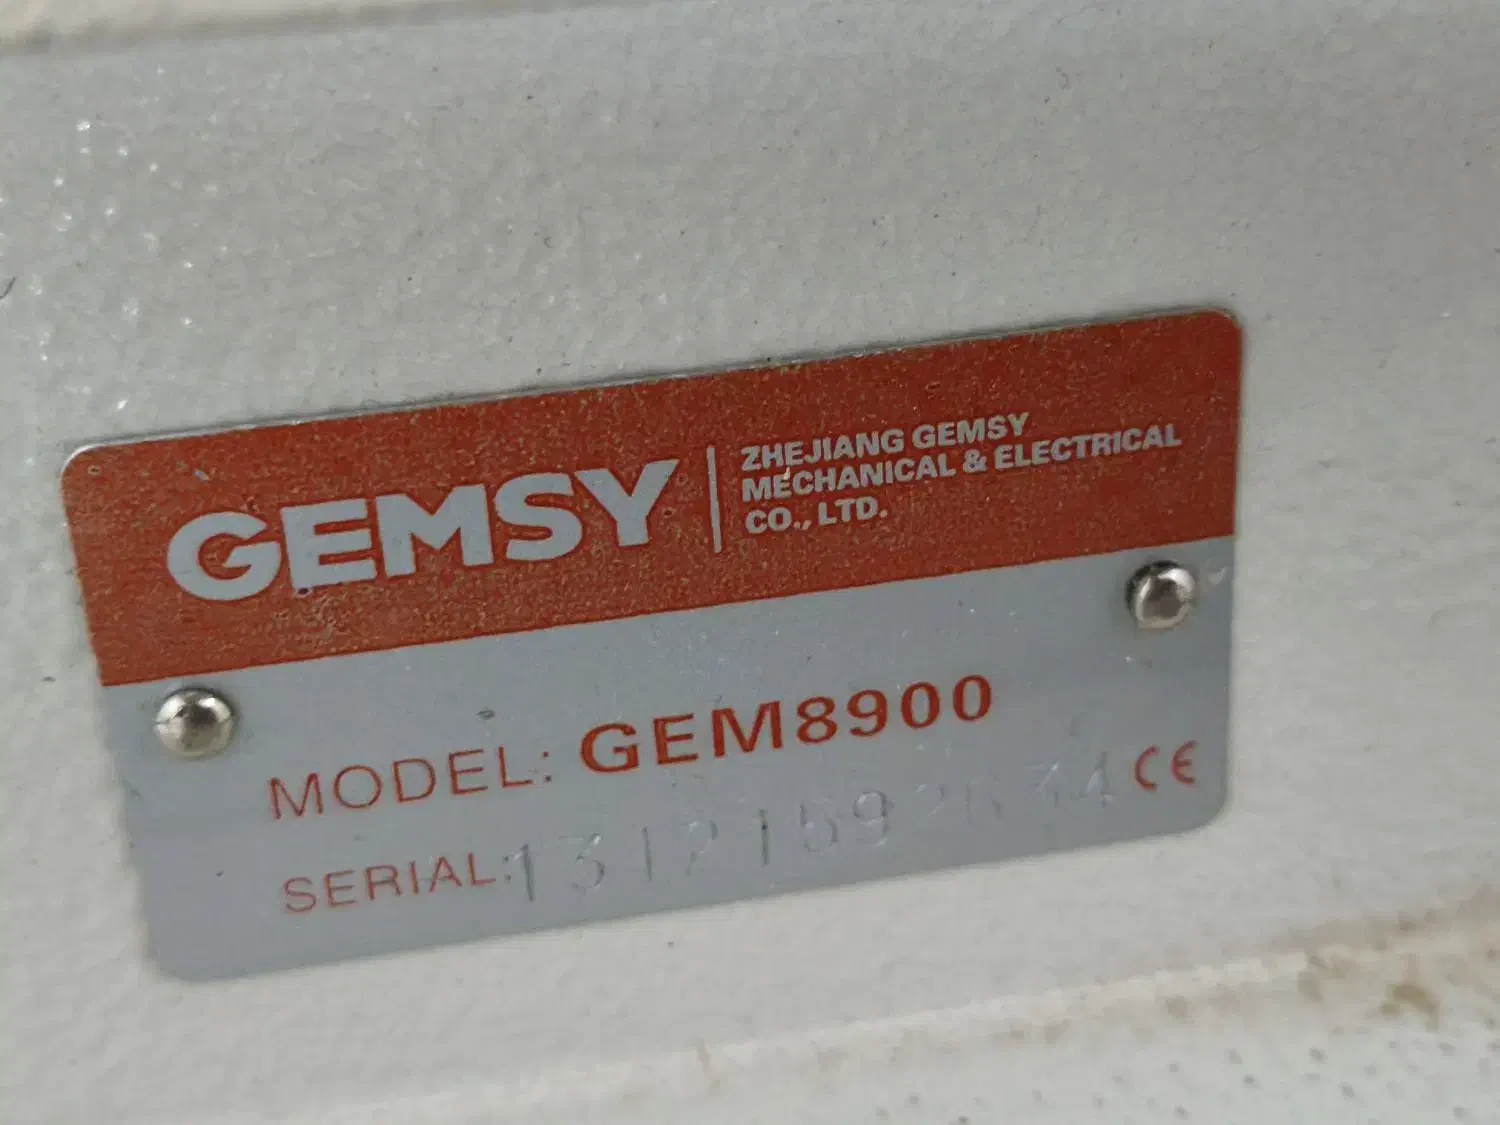 GEMSY
ZHEJIANG GEMSY
MECHANICAL & ELECTRICAL
CO., LTD.
MODEL: GEM8900
SERIAL:
CE